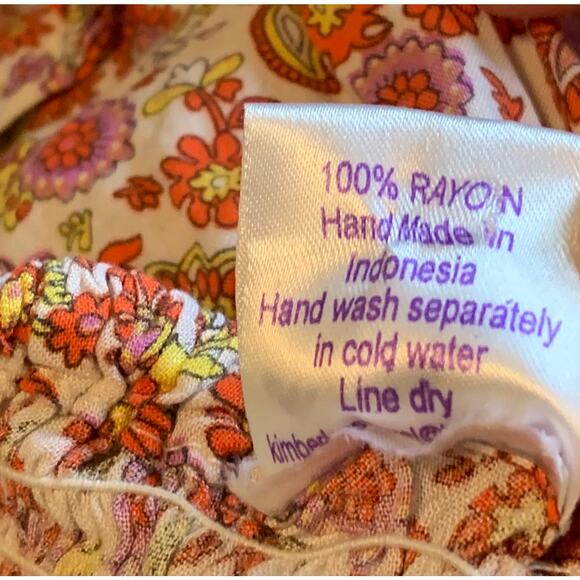 100% RAYON
Hand Made in
Indonesia
Hand wash separately
in cold water
Line dry